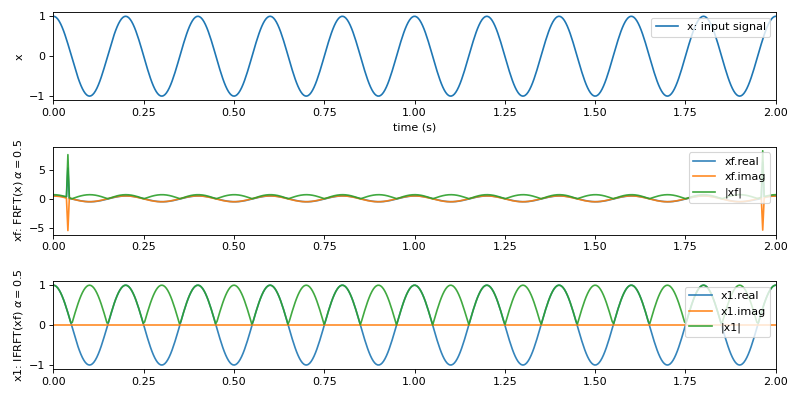 x
1
0
−1
x: input signal
0.00 0.25 0.50 0.75 1.00 1.25 1.50 1.75 2.00
time (s)
xf: FRFT(x) α = 0.5
5
0
−5
xf.real
xf.imag
|xf|
0.00 0.25 0.50 0.75 1.00 1.25 1.50 1.75 2.00
x1: IFRFT(xf) α = 0.5
1
0
−1
x1.real
x1.imag
|x1|
0.00 0.25 0.50 0.75 1.00 1.25 1.50 1.75 2.00